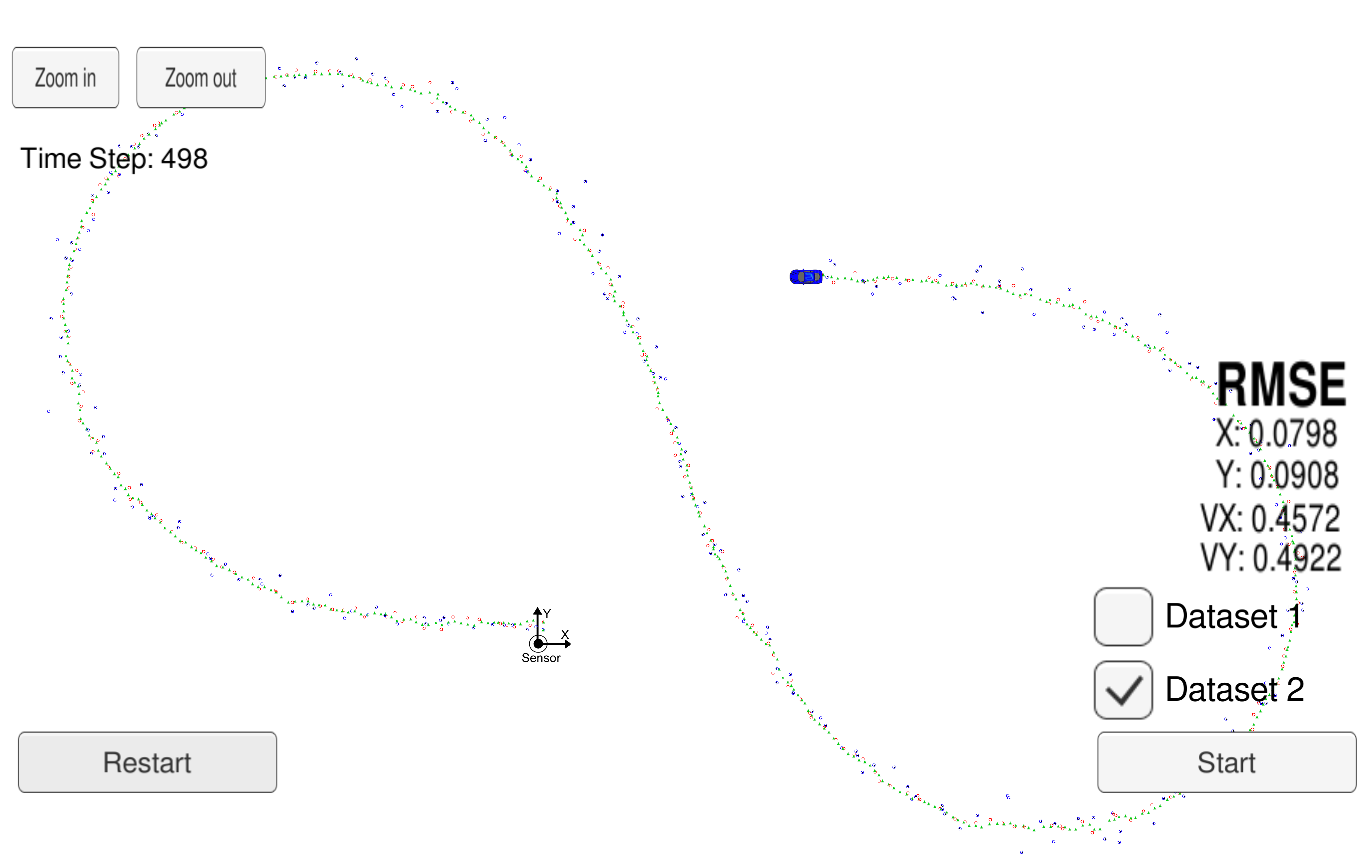 Zoom in
Zoom out
Time Step: 498
RMSE
X: 0.0798
Y: 0.0908
VX: 0.4572
VY: 0.4922
Y
X
Sensor
Dataset 1
Dataset 2
Restart
Start